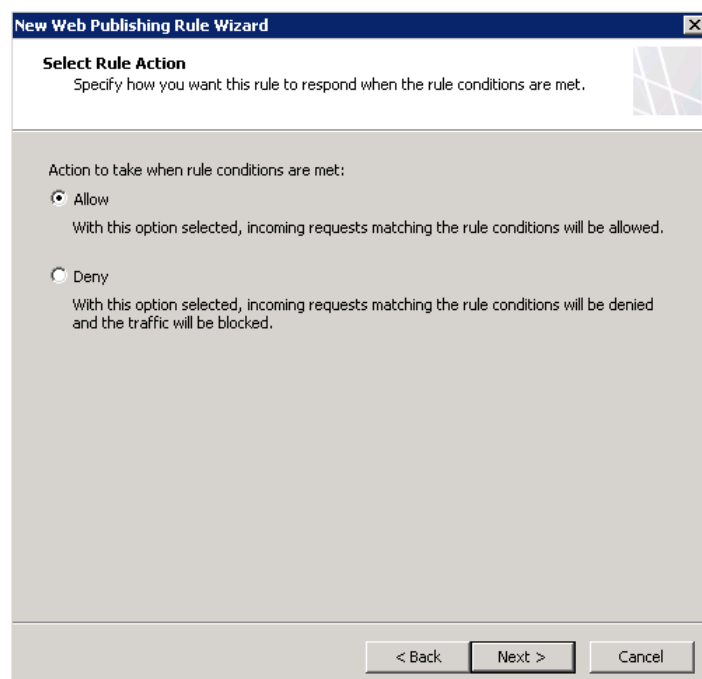 New Web Publishing Rule Wizard
Select Rule Action
Specify how you want this rule to respond when the rule conditions are met.
Action to take when rule conditions are met:
Allow
With this option selected, incoming requests matching the rule conditions will be allowed.
Deny
With this option selected, incoming requests matching the rule conditions will be denied
and the traffic will be blocked.
< Back Next > Cancel